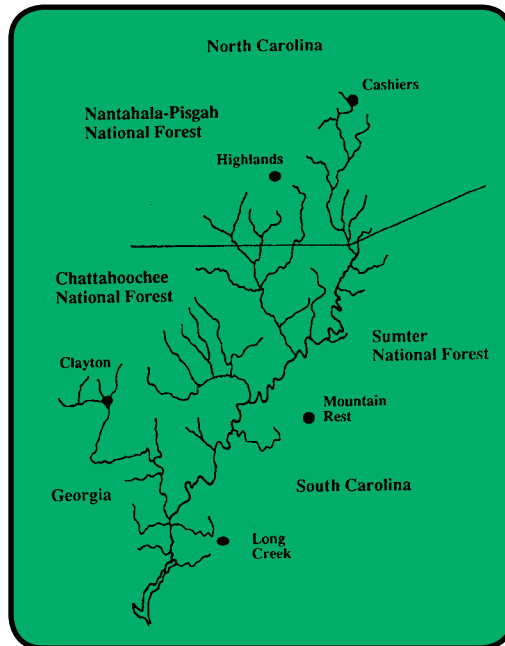 North Carolina
Cashiers
Nantahala-Pisgah
National Forest
Highlands
Chattahoochee
National Forest
Sumter
National Forest
Clayton
Mountain
Rest
Georgia
South Carolina
Long
Creek